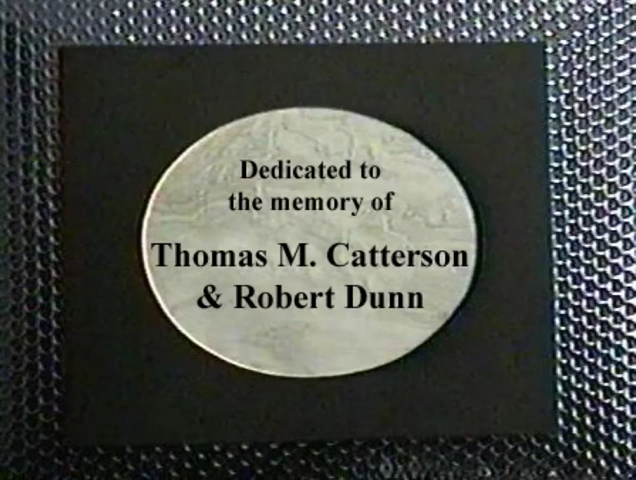 Dedicated to
the memory of
Thomas M. Catterson
& Robert Dunn